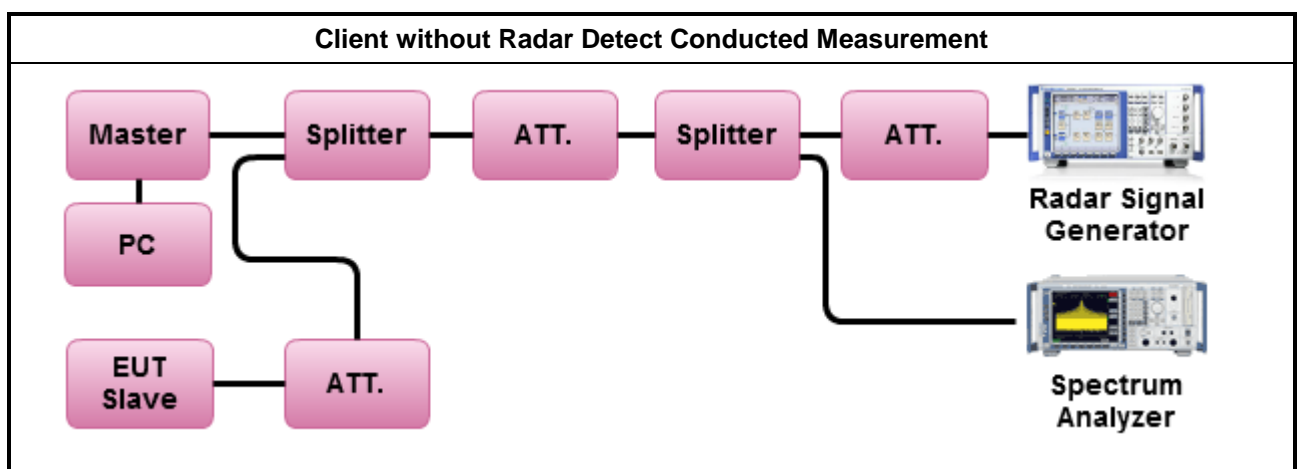 Client without Radar Detect Conducted Measurement
Master
Splitter
ATT.
Splitter
ATT.
Radar Signal
Generator
PC
EUT
Slave
ATT.
Spectrum
Analyzer